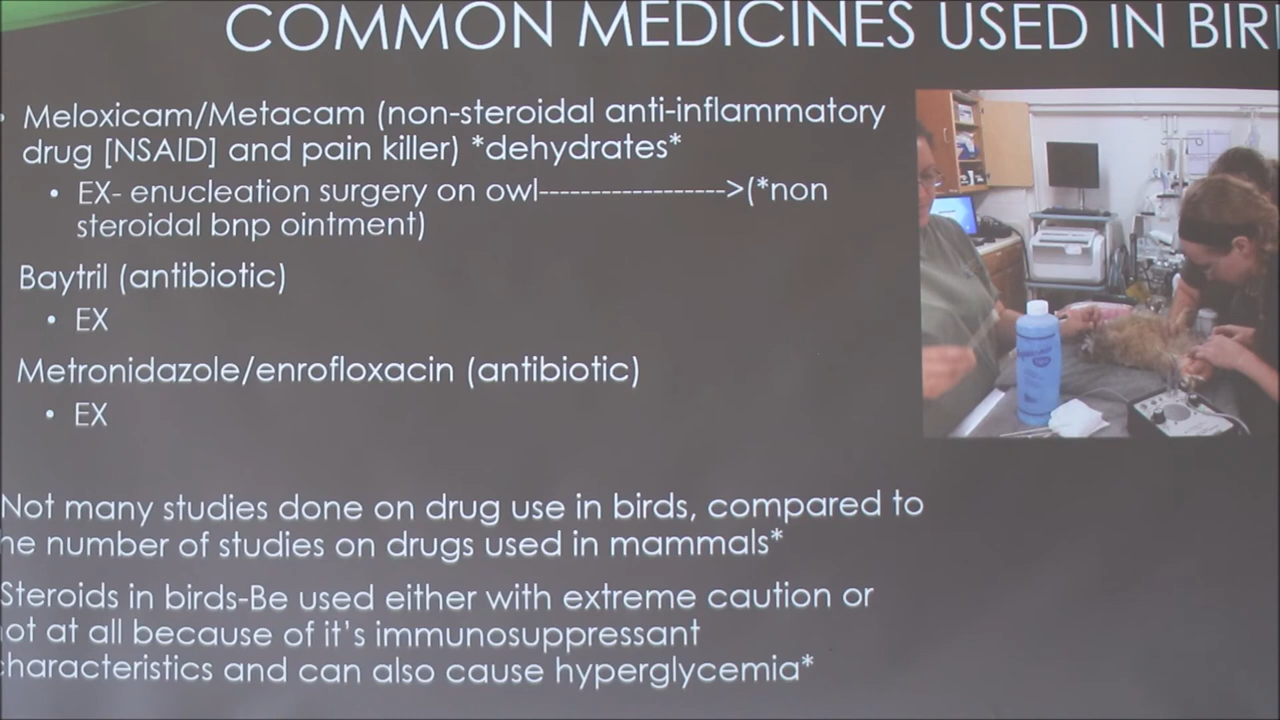 COMMON MEDICINES USED IN
Meloxicam/Metacam (non-steroidal anti-inflammatory
drug [NSAID] and pain killer) *dehydrates*
• EX- enucleation surgery on owl------------------>(*non
steroidal bnp ointment)
Baytril (antibiotic)
• EX
Metronidazole/enrofloxacin (antibiotic)
• EX
Not many studies done on drug use in birds, compared to
he number of studies on drugs used in mammals*
Steroids in birds-Be used either with extreme caution or
ot at all because of it's immunosuppressant
characteristics and can also cause hyperglycemia*